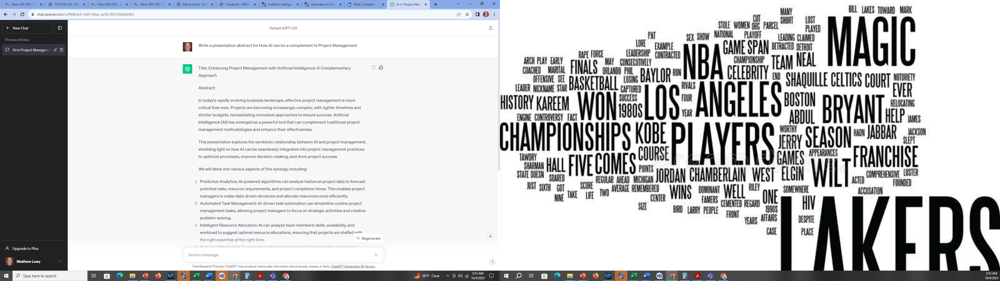 Inbox (93,105) - lo
12/5/18 5:30 - 9:0
Inbox (93,105) - lo
Inbox (93,105) - lo
Edit product "Octo
Checkout – PMI M
Artificial Intelligen
Generative AI Ove
Feed | LinkedIn
AI in Project Mana
chat.openai.com/c/f98fb4c8-5af5-44ee-a256-94135b60d483
New Chat
Previous 30 Days
AI in Project Manageme
Upgrade to Plus
Matthew Lowy
Default (GPT-3.5)
Write a presentation abstract for How AI can be a complement to Project Management
Title: Enhancing Project Management with Artificial Intelligence: A Complementary
Approach
Abstract:
In today's rapidly evolving business landscape, effective project management is more
critical than ever. Projects are becoming increasingly complex, with tighter timelines and
stricter budgets, necessitating innovative approaches to ensure success. Artificial
Intelligence (AI) has emerged as a powerful tool that can complement traditional project
management methodologies and enhance their effectiveness.
This presentation explores the symbiotic relationship between AI and project management,
shedding light on how AI can be seamlessly integrated into project management practices
to optimize processes, improve decision-making, and drive project success.
We will delve into various aspects of this synergy, including:
1. Predictive Analytics: AI-powered algorithms can analyze historical project data to forecast
potential risks, resource requirements, and project completion times. This enables project
managers to make data-driven decisions and allocate resources more efficiently.
2. Automated Task Management: AI-driven task automation can streamline routine project
management tasks, allowing project managers to focus on strategic activities and creative
problem-solving.
3. Intelligent Resource Allocation: AI can analyze team members' skills, availability, and
workload to suggest optimal resource allocations, ensuring that projects are staffed with
the right expertise at the right time.
4. Real-time Monitoring: AI-powered dashboards provide real-time insights into project
Regenerate
Send a message
Free Research Preview. ChatGPT may produce inaccurate information about people, places, or facts. ChatGPT September 25 Version
?
Type here to search
58°F Clear
3:55 AM
10/4/2023
BILL LAKES TOWARD MARK
MANY
SHORT
CUT
LOST
PLAYED
MAGIC
STOLE WOMEN ORG PARCEL
PAT
SEX SHOW NATIONAL PLAYOFF
LEADING CLAIMED
LORE EXAMPLE
NBA
GAME SPAN
DETRACTED DETROIT
RAPE FORCE LEADERSHIP CONTRACTED
CHAMPIONSHIP
TEAM NEAL
ARCH PLAY EARLY
FINALS
MAY CONSECUTIVELY
COACHED MARITAL
ORLANDO PHIL
BAYLOR
RUN
CELEBRITY
END
SHAQUILLE CELTICS COURT
NOTORIETY
OFFENSIVE SEE
LOSING
LEADER NICKNAME STAR
BASKETBALL
CAPTURED
RIVALS
EVER
HISTORY KAREEM
WON
SUCCESS
1980S
LOS
FOUR
ANGELES
BOSTON
BRYANT
RELOCATING
YEAR
ABDUL
HELP
JAMES
ENGINE CONTROVERSY FACT
CHAMPIONSHIPS
KOBE
PLAYERS
WORTHY
SEASON
HADN
JABBAR
JACKSON
SLEPT
JERRY
COURSE
APPEARANCES
FRANCHISE
TAWDRY
SHARMAN
HALL
FIVE COMES
GAMES
WILT
STATE DOESN
SOARED
POINTS
JORDAN CHAMBERLAIN WEST
ELGIN
COMPREHENSIVE LUSTER
REGULAR AHEAD MICHIGAN
ACTED
FOUNDED
JUST SIXTH GOT
SCORE
AVERAGE REMEMBERED
WINS
DOMINANT
WELL
RILEY
SOMEWHERE
ACCUSATION
NINE TAKE LIFE TWO
CENTER
FAMERS
CEMENTED REGARD
ONE
HIV
LAKERS
SIZE
BIRD LARRY PEOPLE
FRONT
1990S
YEARS AFFAIRS
DESPITE
CASE
PLACE
3:55 AM
10/4/2023